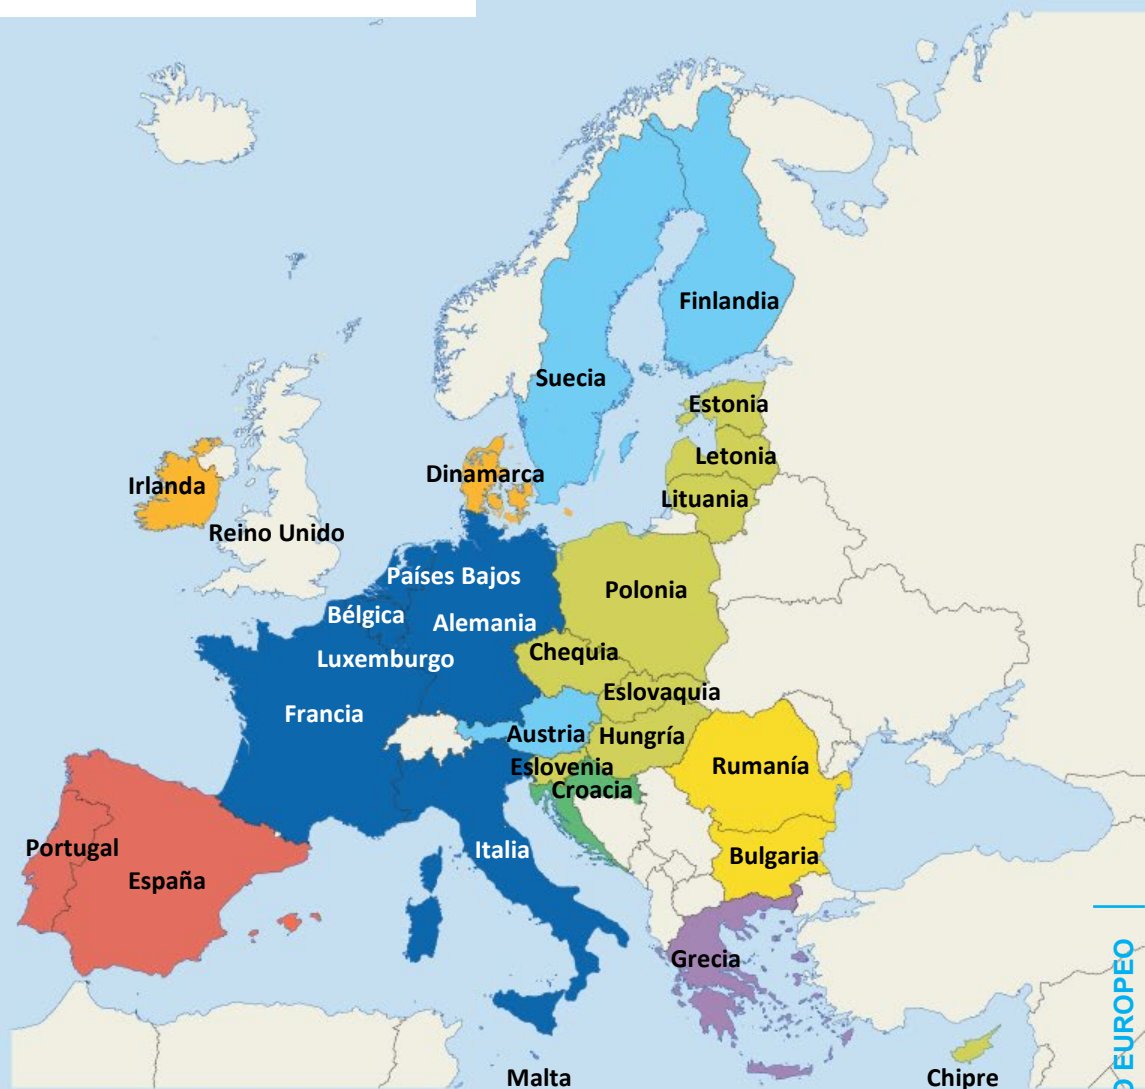 Finlandia
Suecia
Estonia
Letonia
Lituania
Dinamarca
Irlanda
Reino Unido
Países Bajos
Polonia
Bélgica
Alemania
Luxemburgo
Chequia
Eslovaquia
Francia
Austria
Hungría
Eslovenia
Croacia
Rumanía
Portugal
España
Italia
Bulgaria
Grecia
Malta
Chipre
EUROPEO